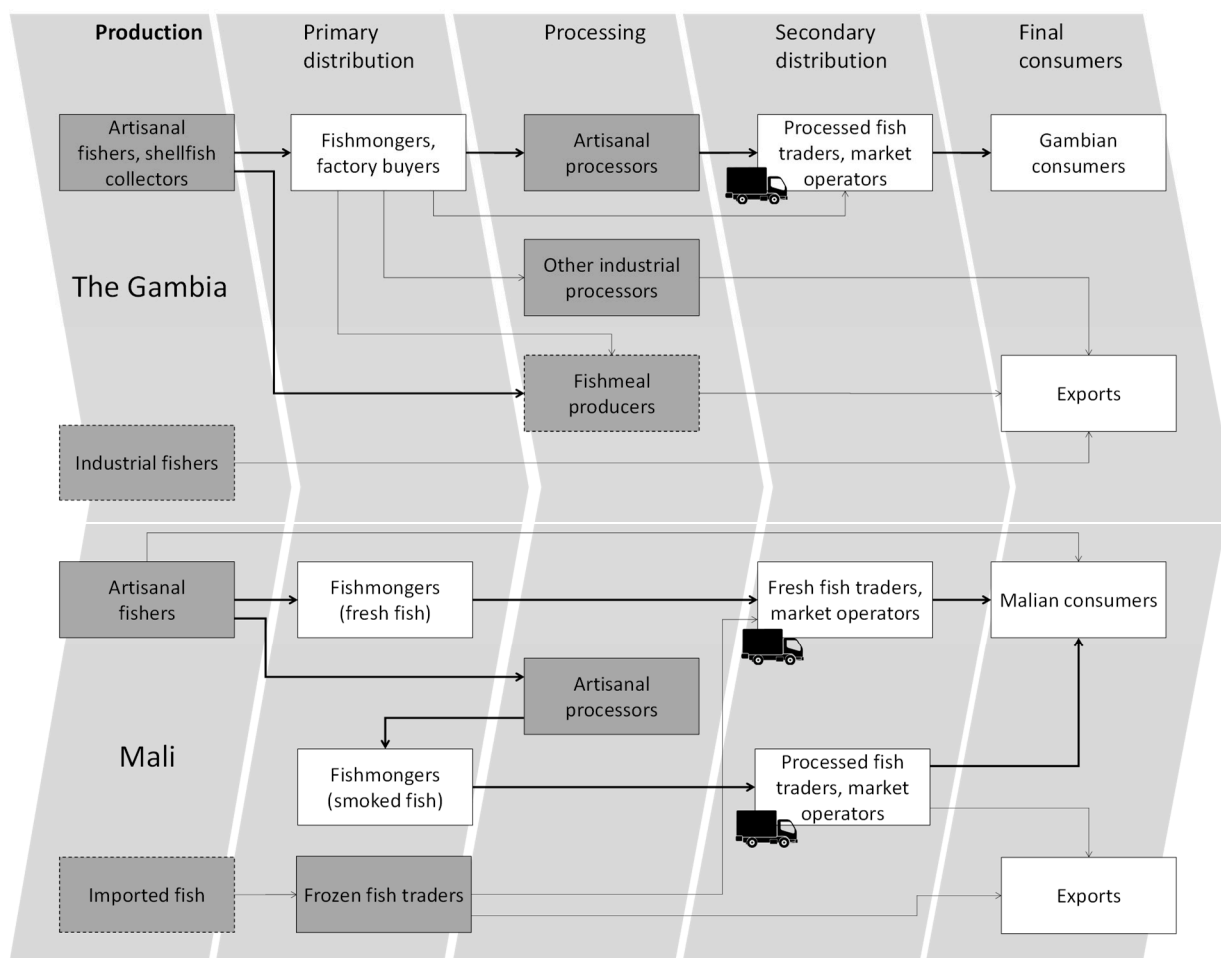 Production
Primary
distribution
Processing
Secondary
distribution
Final
consumers
Artisanal
fishers, shellfish
collectors
Fishmongers,
factory buyers
Artisanal
processors
Processed fish
traders, market
operators
Gambian
consumers
The Gambia
Other industrial
processors
Fishmeal
producers
Exports
Industrial fishers
Artisanal
fishers
Fishmongers
(fresh fish)
Fresh fish traders,
market operators
Malian consumers
Artisanal
processors
Mali
Fishmongers
(smoked fish)
Processed fish
traders, market
operators
Imported fish
Frozen fish traders
Exports